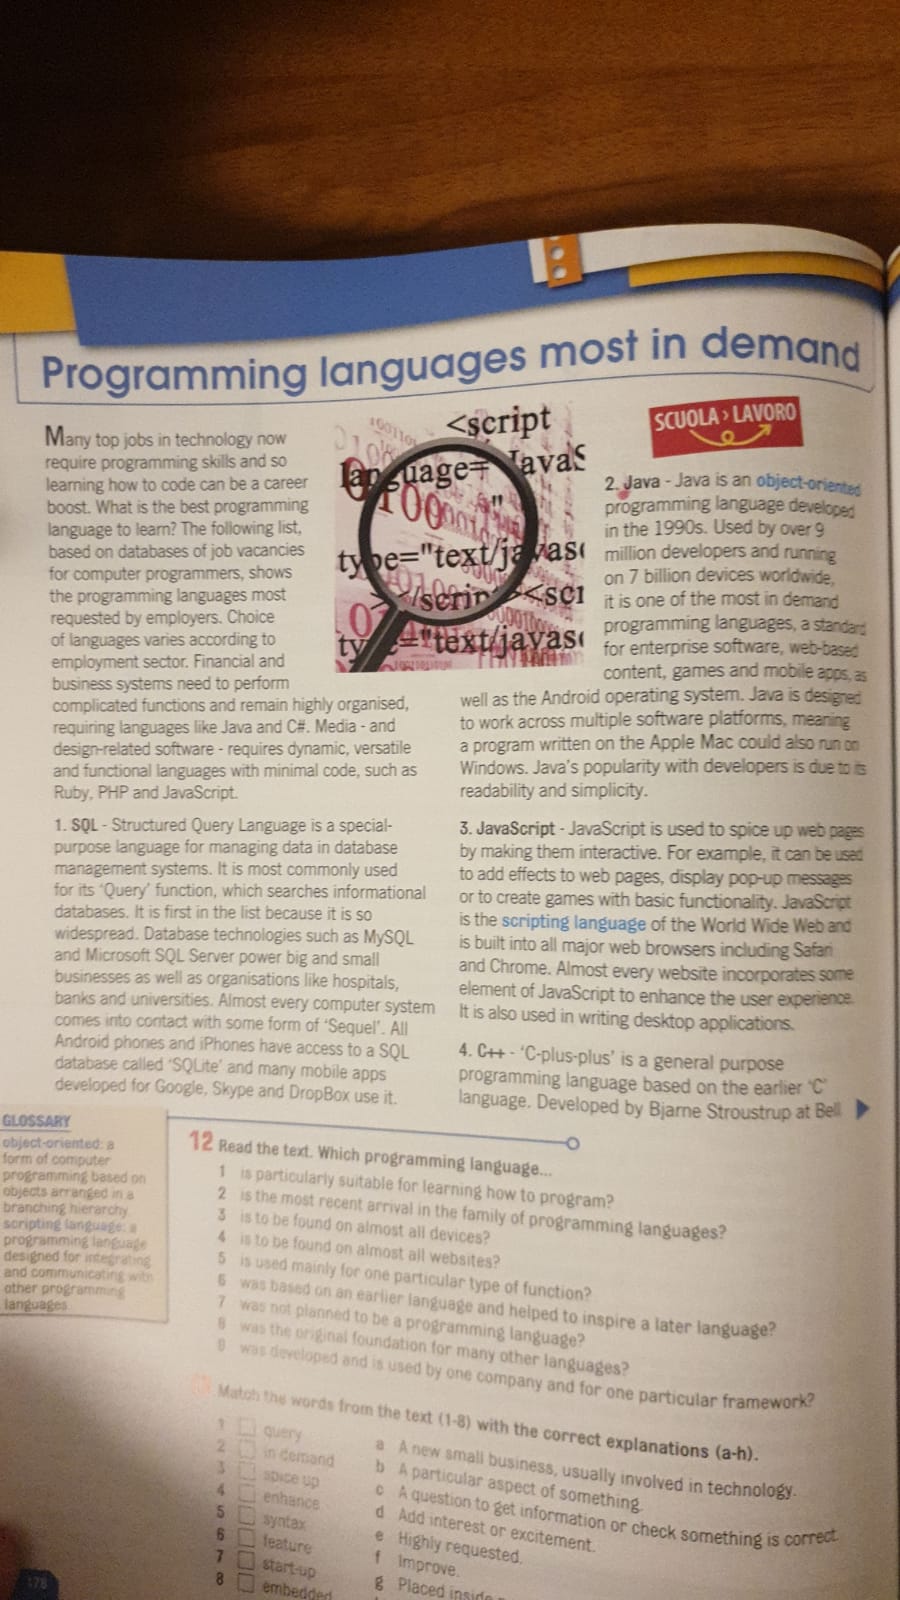 Programming languages most in demand
Many top jobs in technology now
require programming skills and so
learning how to code can be a career
boost. What is the best programming
language to learn? The following list,
based on databases of job vacancies
for computer programmers, shows
the programming languages most
requested by employers. Choice
of languages varies according to
employment sector. Financial and
business systems need to perform
complicated functions and remain highly organised,
requiring languages like Java and C#. Media - and
design-related software - requires dynamic, versatile
and functional languages with minimal code, such as
Ruby, PHP and JavaScript.
1. SQL - Structured Query Language is a special-
purpose language for managing data in database
management systems. It is most commonly used
for its 'Query' function, which searches informational
databases. It is first in the list because it is so
widespread. Database technologies such as MySQL
and Microsoft SQL Server power big and small
businesses as well as organisations like hospitals,
banks and universities. Almost every computer system
comes into contact with some form of 'Sequel'. All
Android phones and iPhones have access to a SQL
database called 'SQLite' and many mobile apps
developed for Google, Skype and DropBox use it.
<script
language= JavaS
type="text/javasc
></script><scr
type="text/javasc
SCUOLA > LAVORO
2. Java - Java is an object-oriented
programming language developed
in the 1990s. Used by over 9
million developers and running
on 7 billion devices worldwide,
it is one of the most in demand
programming languages, a standard
for enterprise software, web-based
content, games and mobile apps, as
well as the Android operating system. Java is designed
to work across multiple software platforms, meaning
a program written on the Apple Mac could also run on
Windows. Java's popularity with developers is due to its
readability and simplicity.
3. JavaScript - JavaScript is used to spice up web pages
by making them interactive. For example, it can be used
to add effects to web pages, display pop-up messages
or to create games with basic functionality. JavaScript
is the scripting language of the World Wide Web and
is built into all major web browsers including Safari
and Chrome. Almost every website incorporates some
element of JavaScript to enhance the user experience.
It is also used in writing desktop applications.
4. C++ - 'C-plus-plus' is a general purpose
programming language based on the earlier 'C'
language. Developed by Bjarne Stroustrup at Bell
GLOSSARY
object-oriented: a
form of computer
programming based on
objects arranged in a
branching hierarchy
scripting language: a
programming language
designed for integrating
and communicating with
other programming
languages
12 Read the text. Which programming language...
1 is particularly suitable for learning how to program?
2 is the most recent arrival in the family of programming languages?
3 is to be found on almost all devices?
4 is to be found on almost all websites?
5 is used mainly for one particular type of function?
6 was based on an earlier language and helped to inspire a later language?
7 was not planned to be a programming language?
8 was the original foundation for many other languages?
9 was developed and is used by one company and for one particular framework?
Match the words from the text (1-8) with the correct explanations (a-h).
1 query
2 in demand
3 spice up
4 enhance
5 syntax
6 feature
7 start-up
8 embedded
a A new small business, usually involved in technology.
b A particular aspect of something.
c A question to get information or check something is correct.
d Add interest or excitement.
e Highly requested.
f Improve.
g Placed inside
178